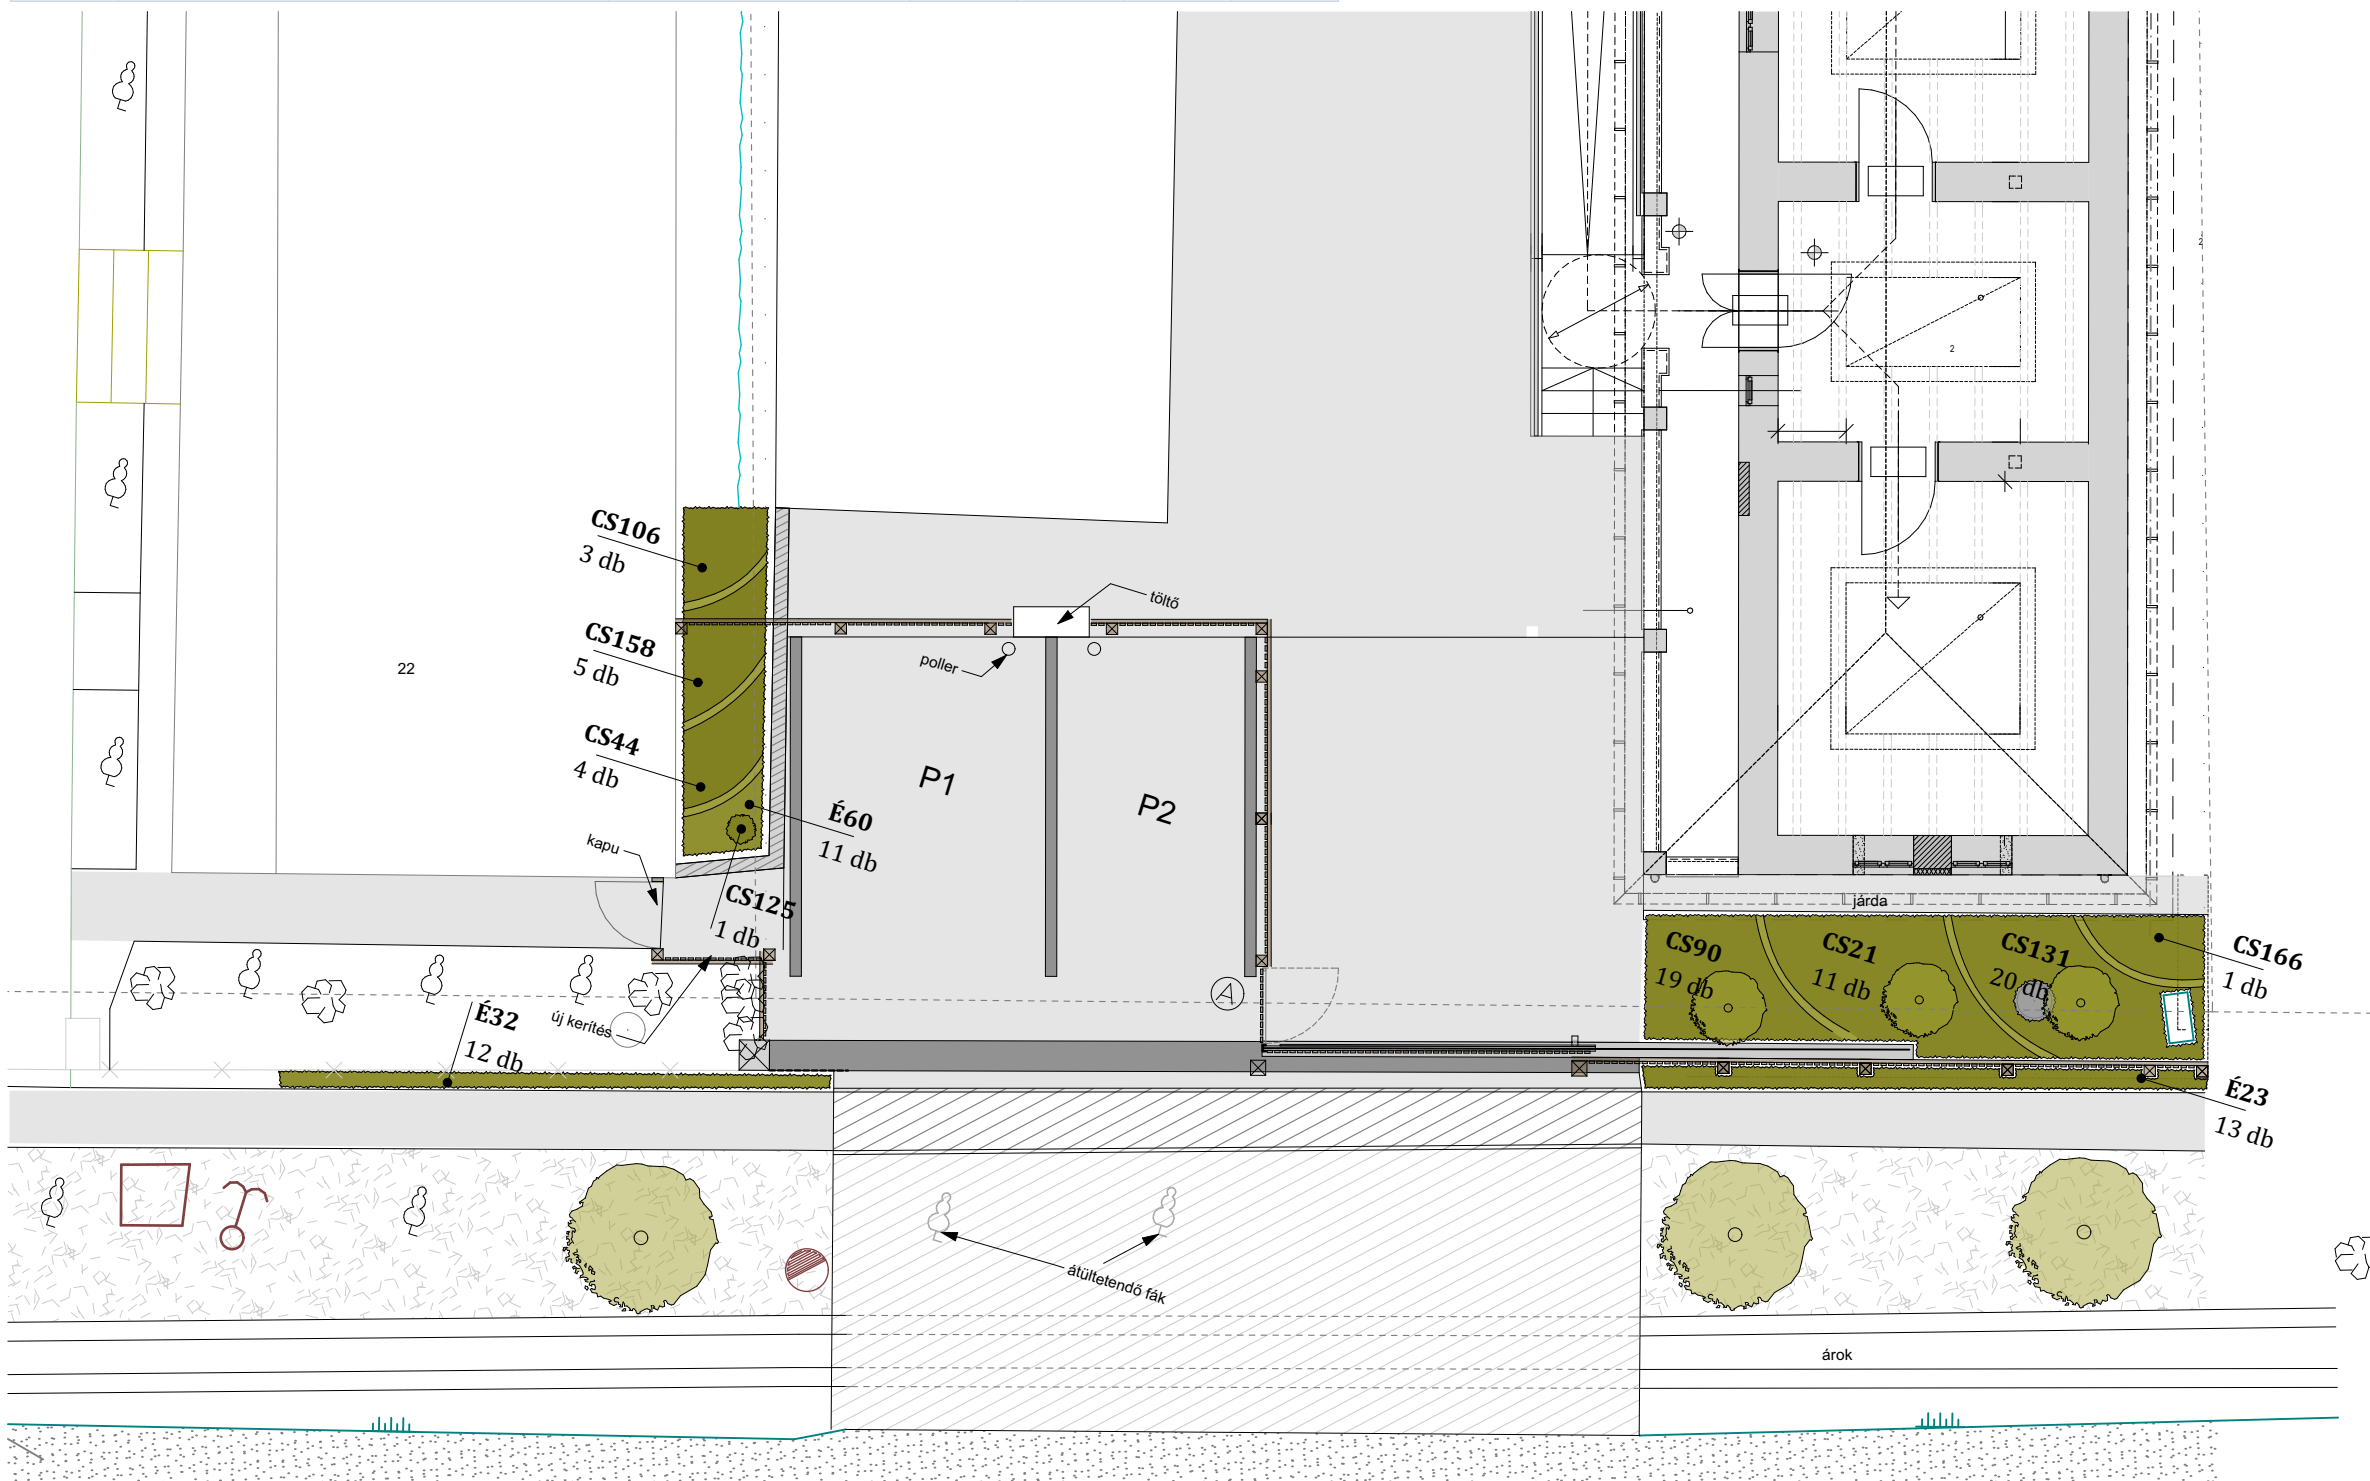 2
2
CS106
3 db
töltő
CS158
5 db
poller
22
CS44
4 db
P1
P2
É60
11 db
kapu
CS125
1 db
járda
CS90
19 db
CS21
11 db
CS131
20 db
CS166
1 db
A
új kerítés
É32
12 db
É23
13 db
átültetendő fák
árok